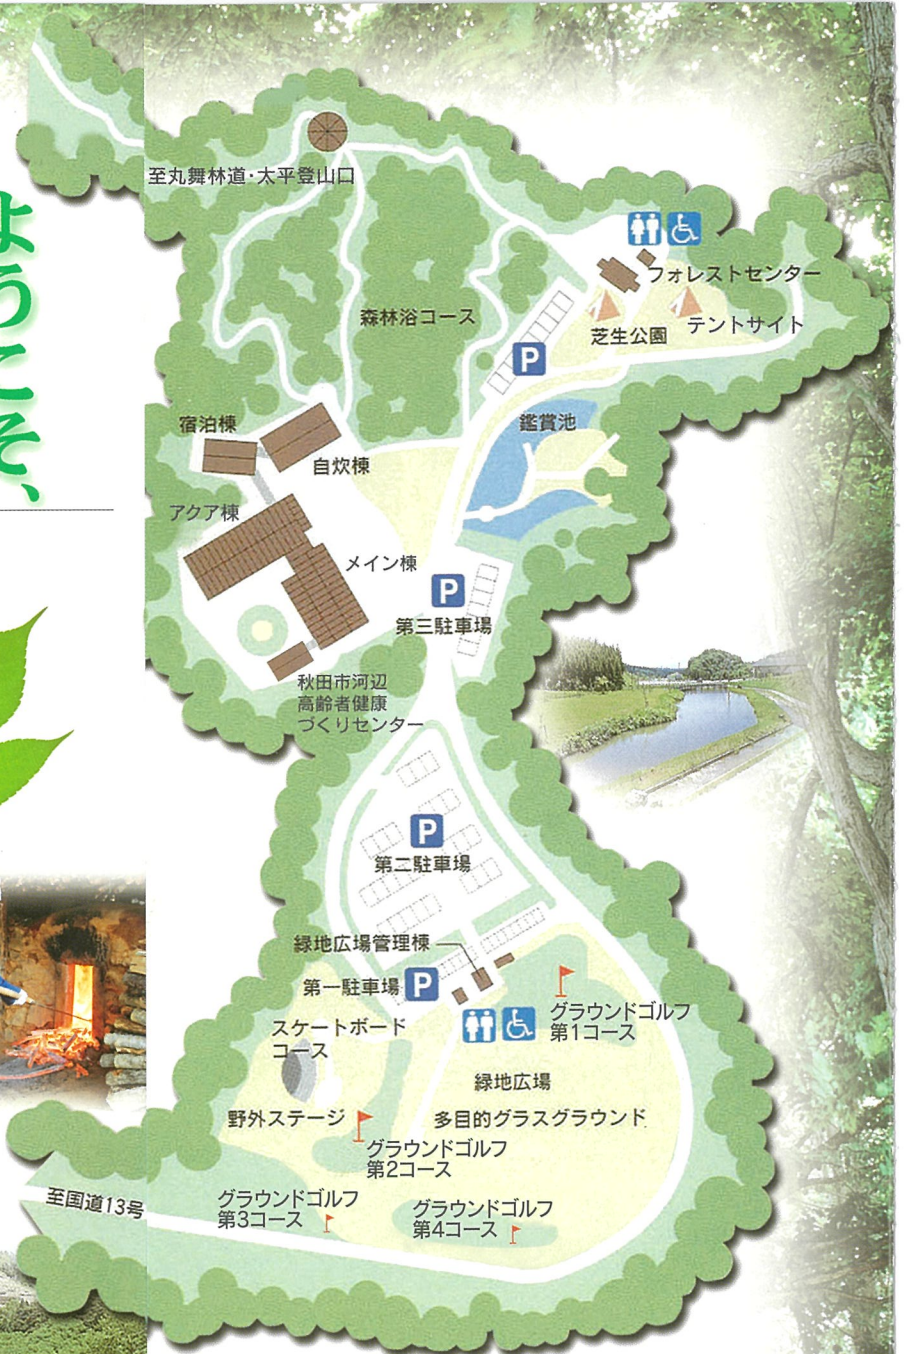 ようこそ、
至丸舞林道・太平登山口
フォレストセンター
森林浴コース
芝生公園
テントサイト
P
鑑賞池
宿泊棟
自炊棟
アクア棟
メイン棟
P
第三駐車場
秋田市河辺
高齢者健康
づくりセンター
P
第二駐車場
緑地広場管理棟
第一駐車場
P
グラウンドゴルフ
第1コース
スケートボード
コース
緑地広場
野外ステージ
多目的グラスグラウンド
グラウンドゴルフ
第2コース
至国道13号
グラウンドゴルフ
第3コース
グラウンドゴルフ
第4コース